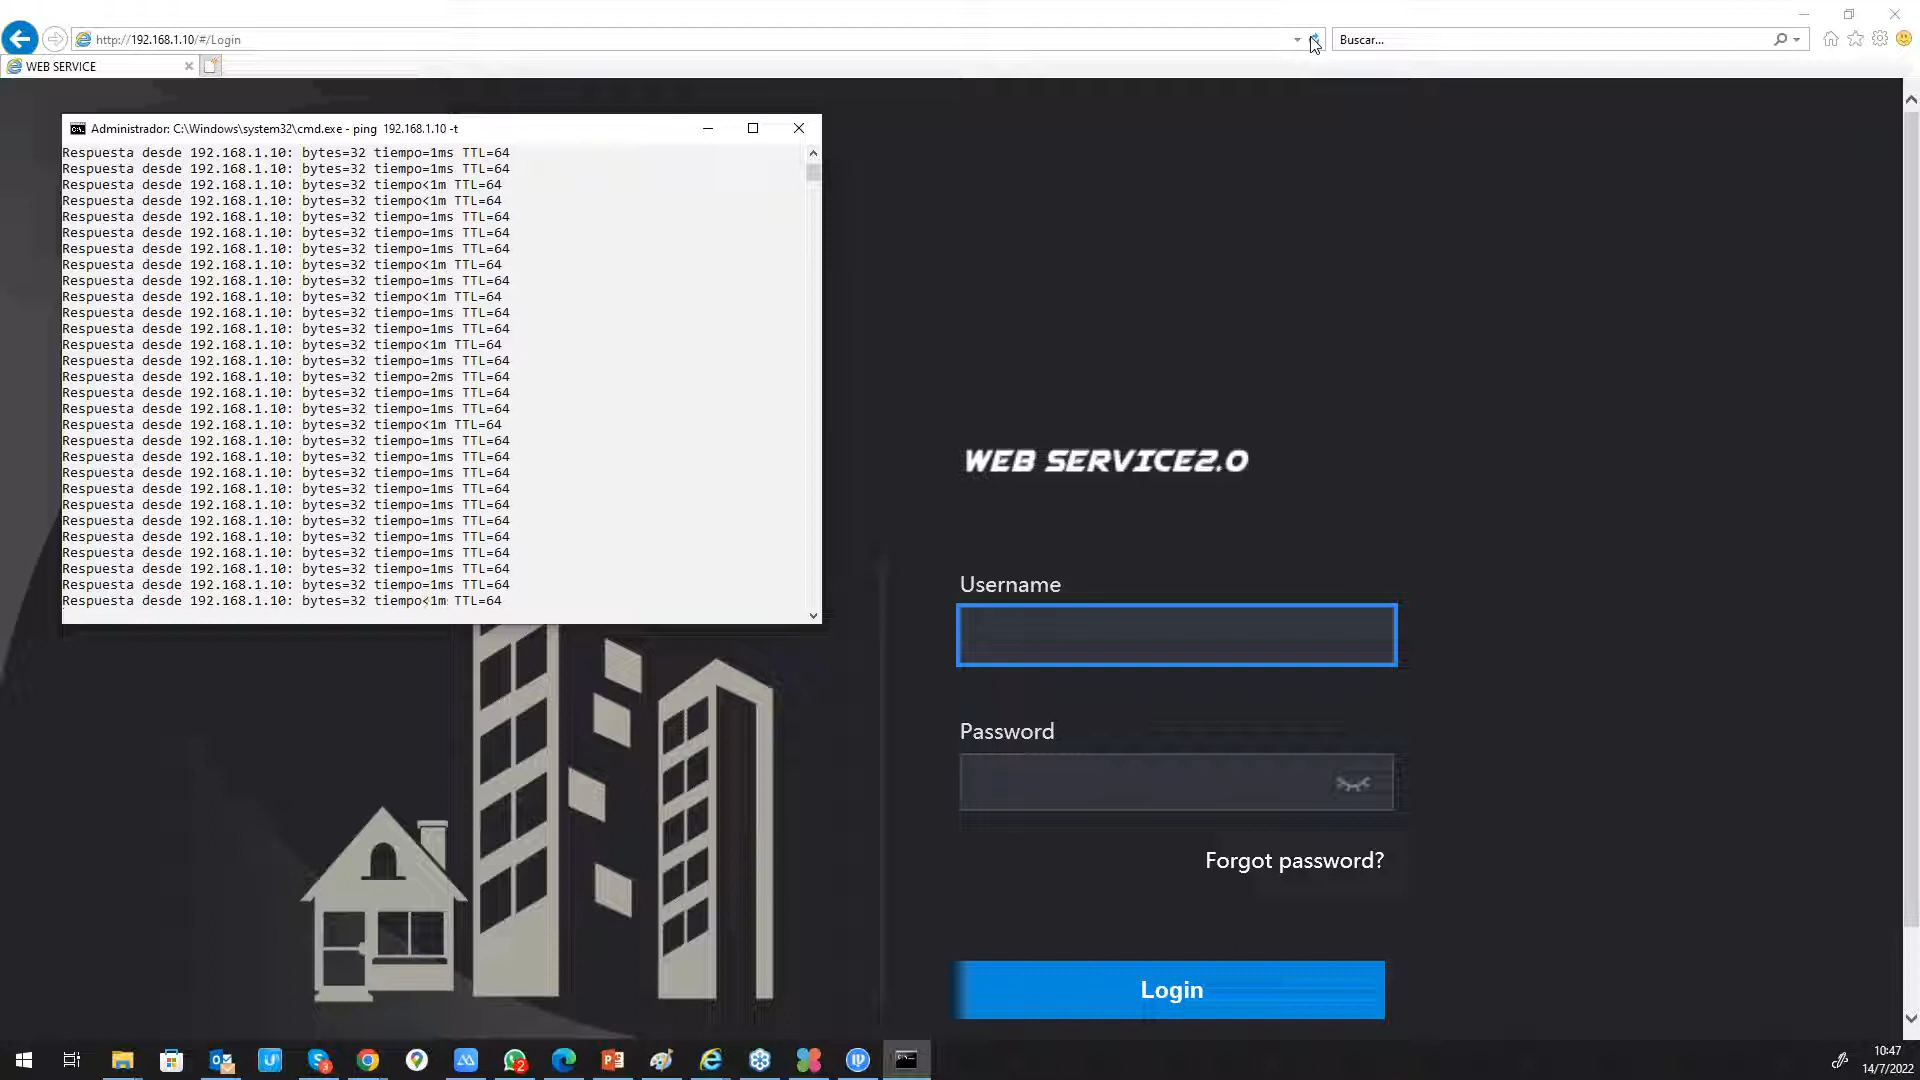 http://192.168.1.10/#/Login
Buscar...
WEB SERVICE
Administrador: C:\Windows\system32\cmd.exe - ping  192.168.1.10 -t
Respuesta desde 192.168.1.10: bytes=32 tiempo=1ms TTL=64
Respuesta desde 192.168.1.10: bytes=32 tiempo=1ms TTL=64
Respuesta desde 192.168.1.10: bytes=32 tiempo<1m TTL=64
Respuesta desde 192.168.1.10: bytes=32 tiempo<1m TTL=64
Respuesta desde 192.168.1.10: bytes=32 tiempo=1ms TTL=64
Respuesta desde 192.168.1.10: bytes=32 tiempo=1ms TTL=64
Respuesta desde 192.168.1.10: bytes=32 tiempo=1ms TTL=64
Respuesta desde 192.168.1.10: bytes=32 tiempo<1m TTL=64
Respuesta desde 192.168.1.10: bytes=32 tiempo=1ms TTL=64
Respuesta desde 192.168.1.10: bytes=32 tiempo<1m TTL=64
Respuesta desde 192.168.1.10: bytes=32 tiempo=1ms TTL=64
Respuesta desde 192.168.1.10: bytes=32 tiempo=1ms TTL=64
Respuesta desde 192.168.1.10: bytes=32 tiempo<1m TTL=64
Respuesta desde 192.168.1.10: bytes=32 tiempo=1ms TTL=64
Respuesta desde 192.168.1.10: bytes=32 tiempo=2ms TTL=64
Respuesta desde 192.168.1.10: bytes=32 tiempo=1ms TTL=64
Respuesta desde 192.168.1.10: bytes=32 tiempo=1ms TTL=64
Respuesta desde 192.168.1.10: bytes=32 tiempo<1m TTL=64
Respuesta desde 192.168.1.10: bytes=32 tiempo=1ms TTL=64
Respuesta desde 192.168.1.10: bytes=32 tiempo=1ms TTL=64
Respuesta desde 192.168.1.10: bytes=32 tiempo=1ms TTL=64
Respuesta desde 192.168.1.10: bytes=32 tiempo=1ms TTL=64
Respuesta desde 192.168.1.10: bytes=32 tiempo=1ms TTL=64
Respuesta desde 192.168.1.10: bytes=32 tiempo=1ms TTL=64
Respuesta desde 192.168.1.10: bytes=32 tiempo=1ms TTL=64
Respuesta desde 192.168.1.10: bytes=32 tiempo=1ms TTL=64
Respuesta desde 192.168.1.10: bytes=32 tiempo=1ms TTL=64
Respuesta desde 192.168.1.10: bytes=32 tiempo=1ms TTL=64
Respuesta desde 192.168.1.10: bytes=32 tiempo<1m TTL=64
WEB SERVICE2.0
Username
Password
Forgot password?
Login
10:47
14/7/2022